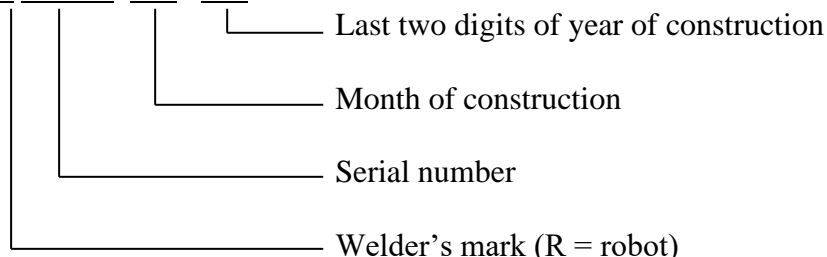 Last two digits of year of construction
Month of construction
Serial number
Welder’s mark (R = robot)